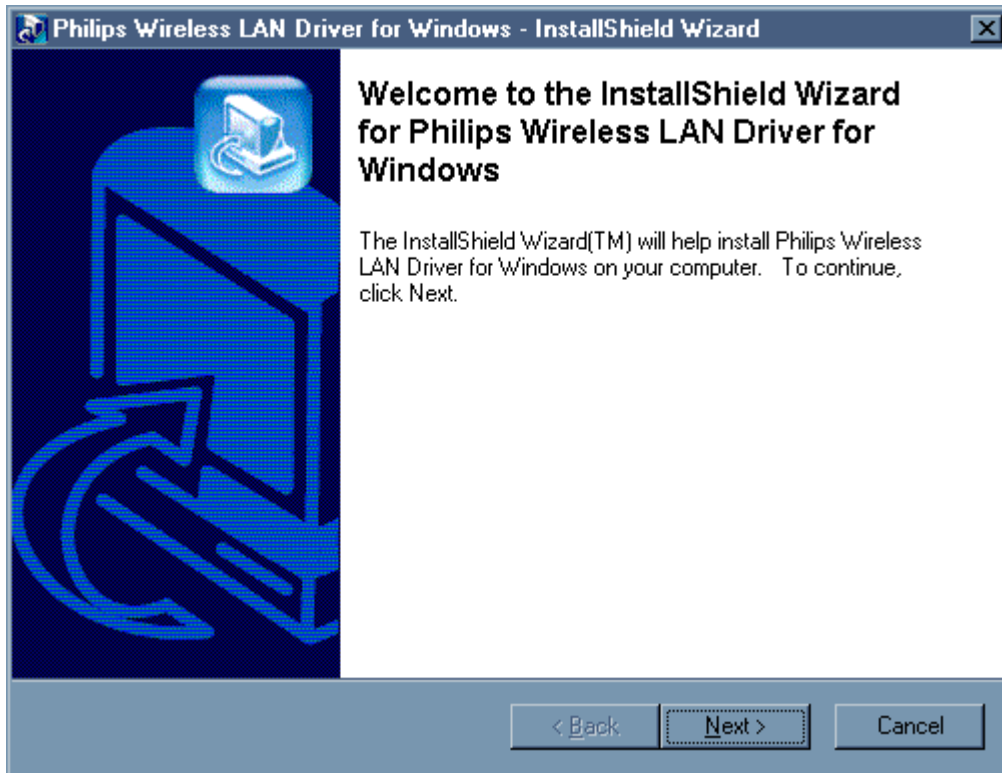 Philips Wireless LAN Driver for Windows - InstallShield Wizard
Welcome to the InstallShield Wizard
for Philips Wireless LAN Driver for
Windows
The InstallShield Wizard(TM) will help install Philips Wireless
LAN Driver for Windows on your computer. To continue,
click Next.
< Back
Next >
Cancel